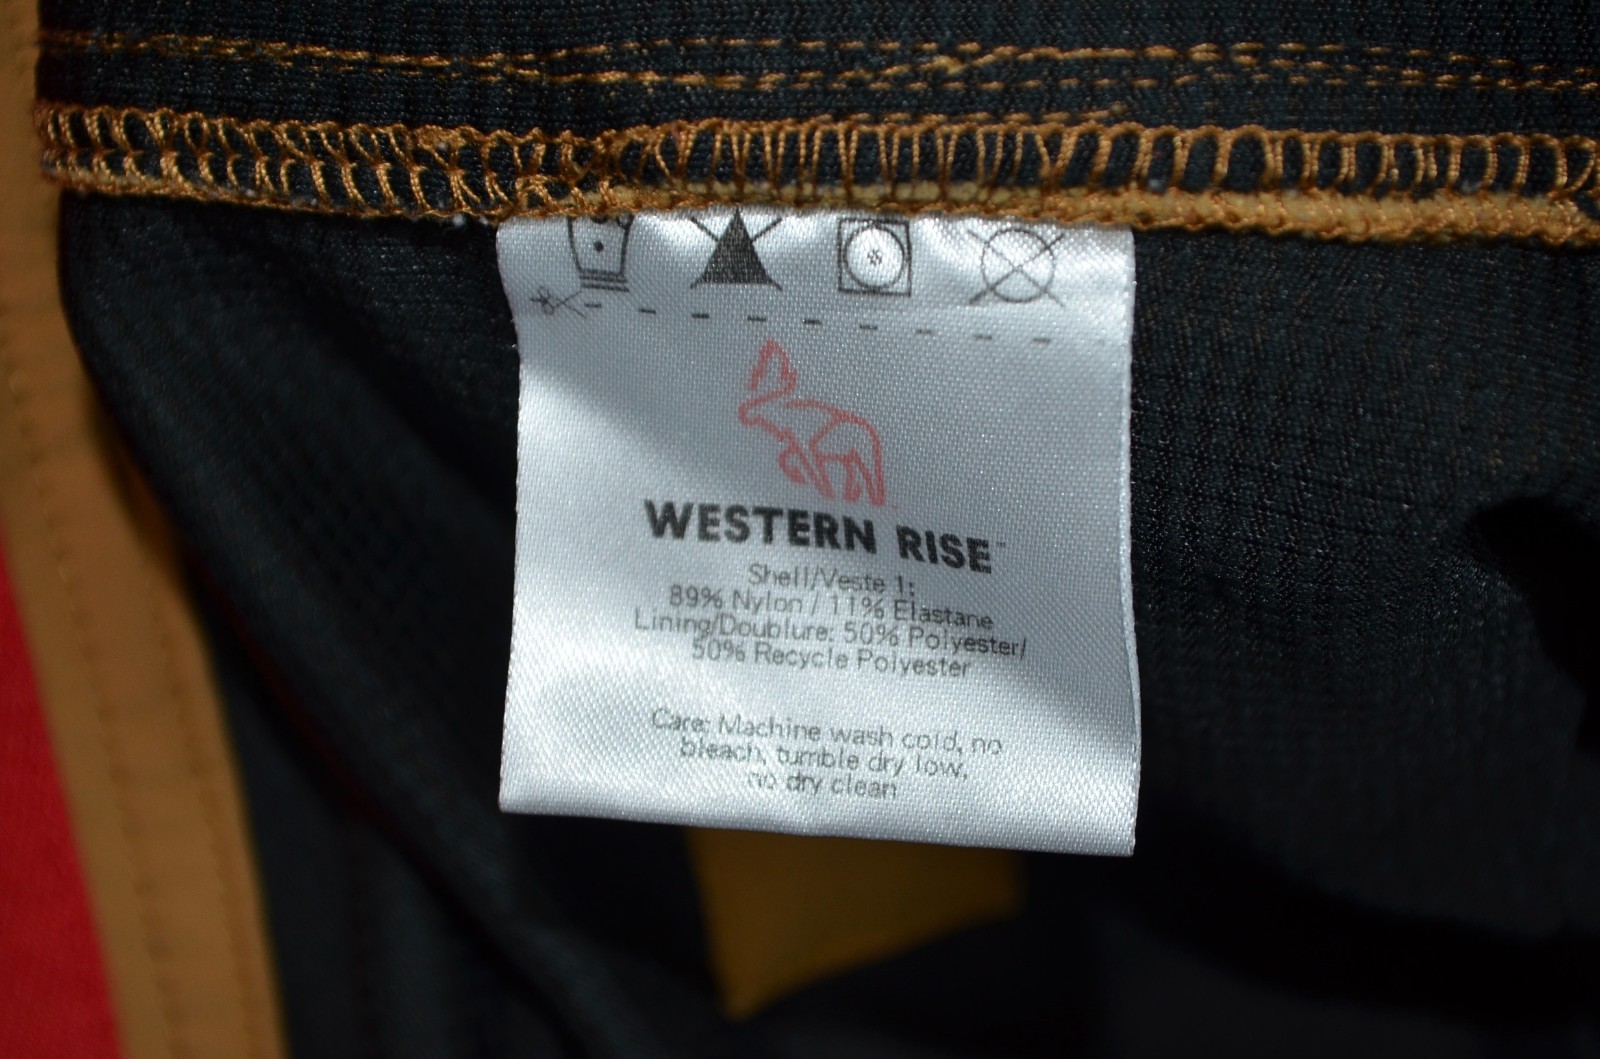 WESTERN RISE™
Shell/Veste 1:
89% Nylon / 11% Elastane
Lining/Doublure: 50% Polyester/
50% Recycle Polyester
Care: Machine wash cold, no
bleach, tumble dry low,
no dry clean